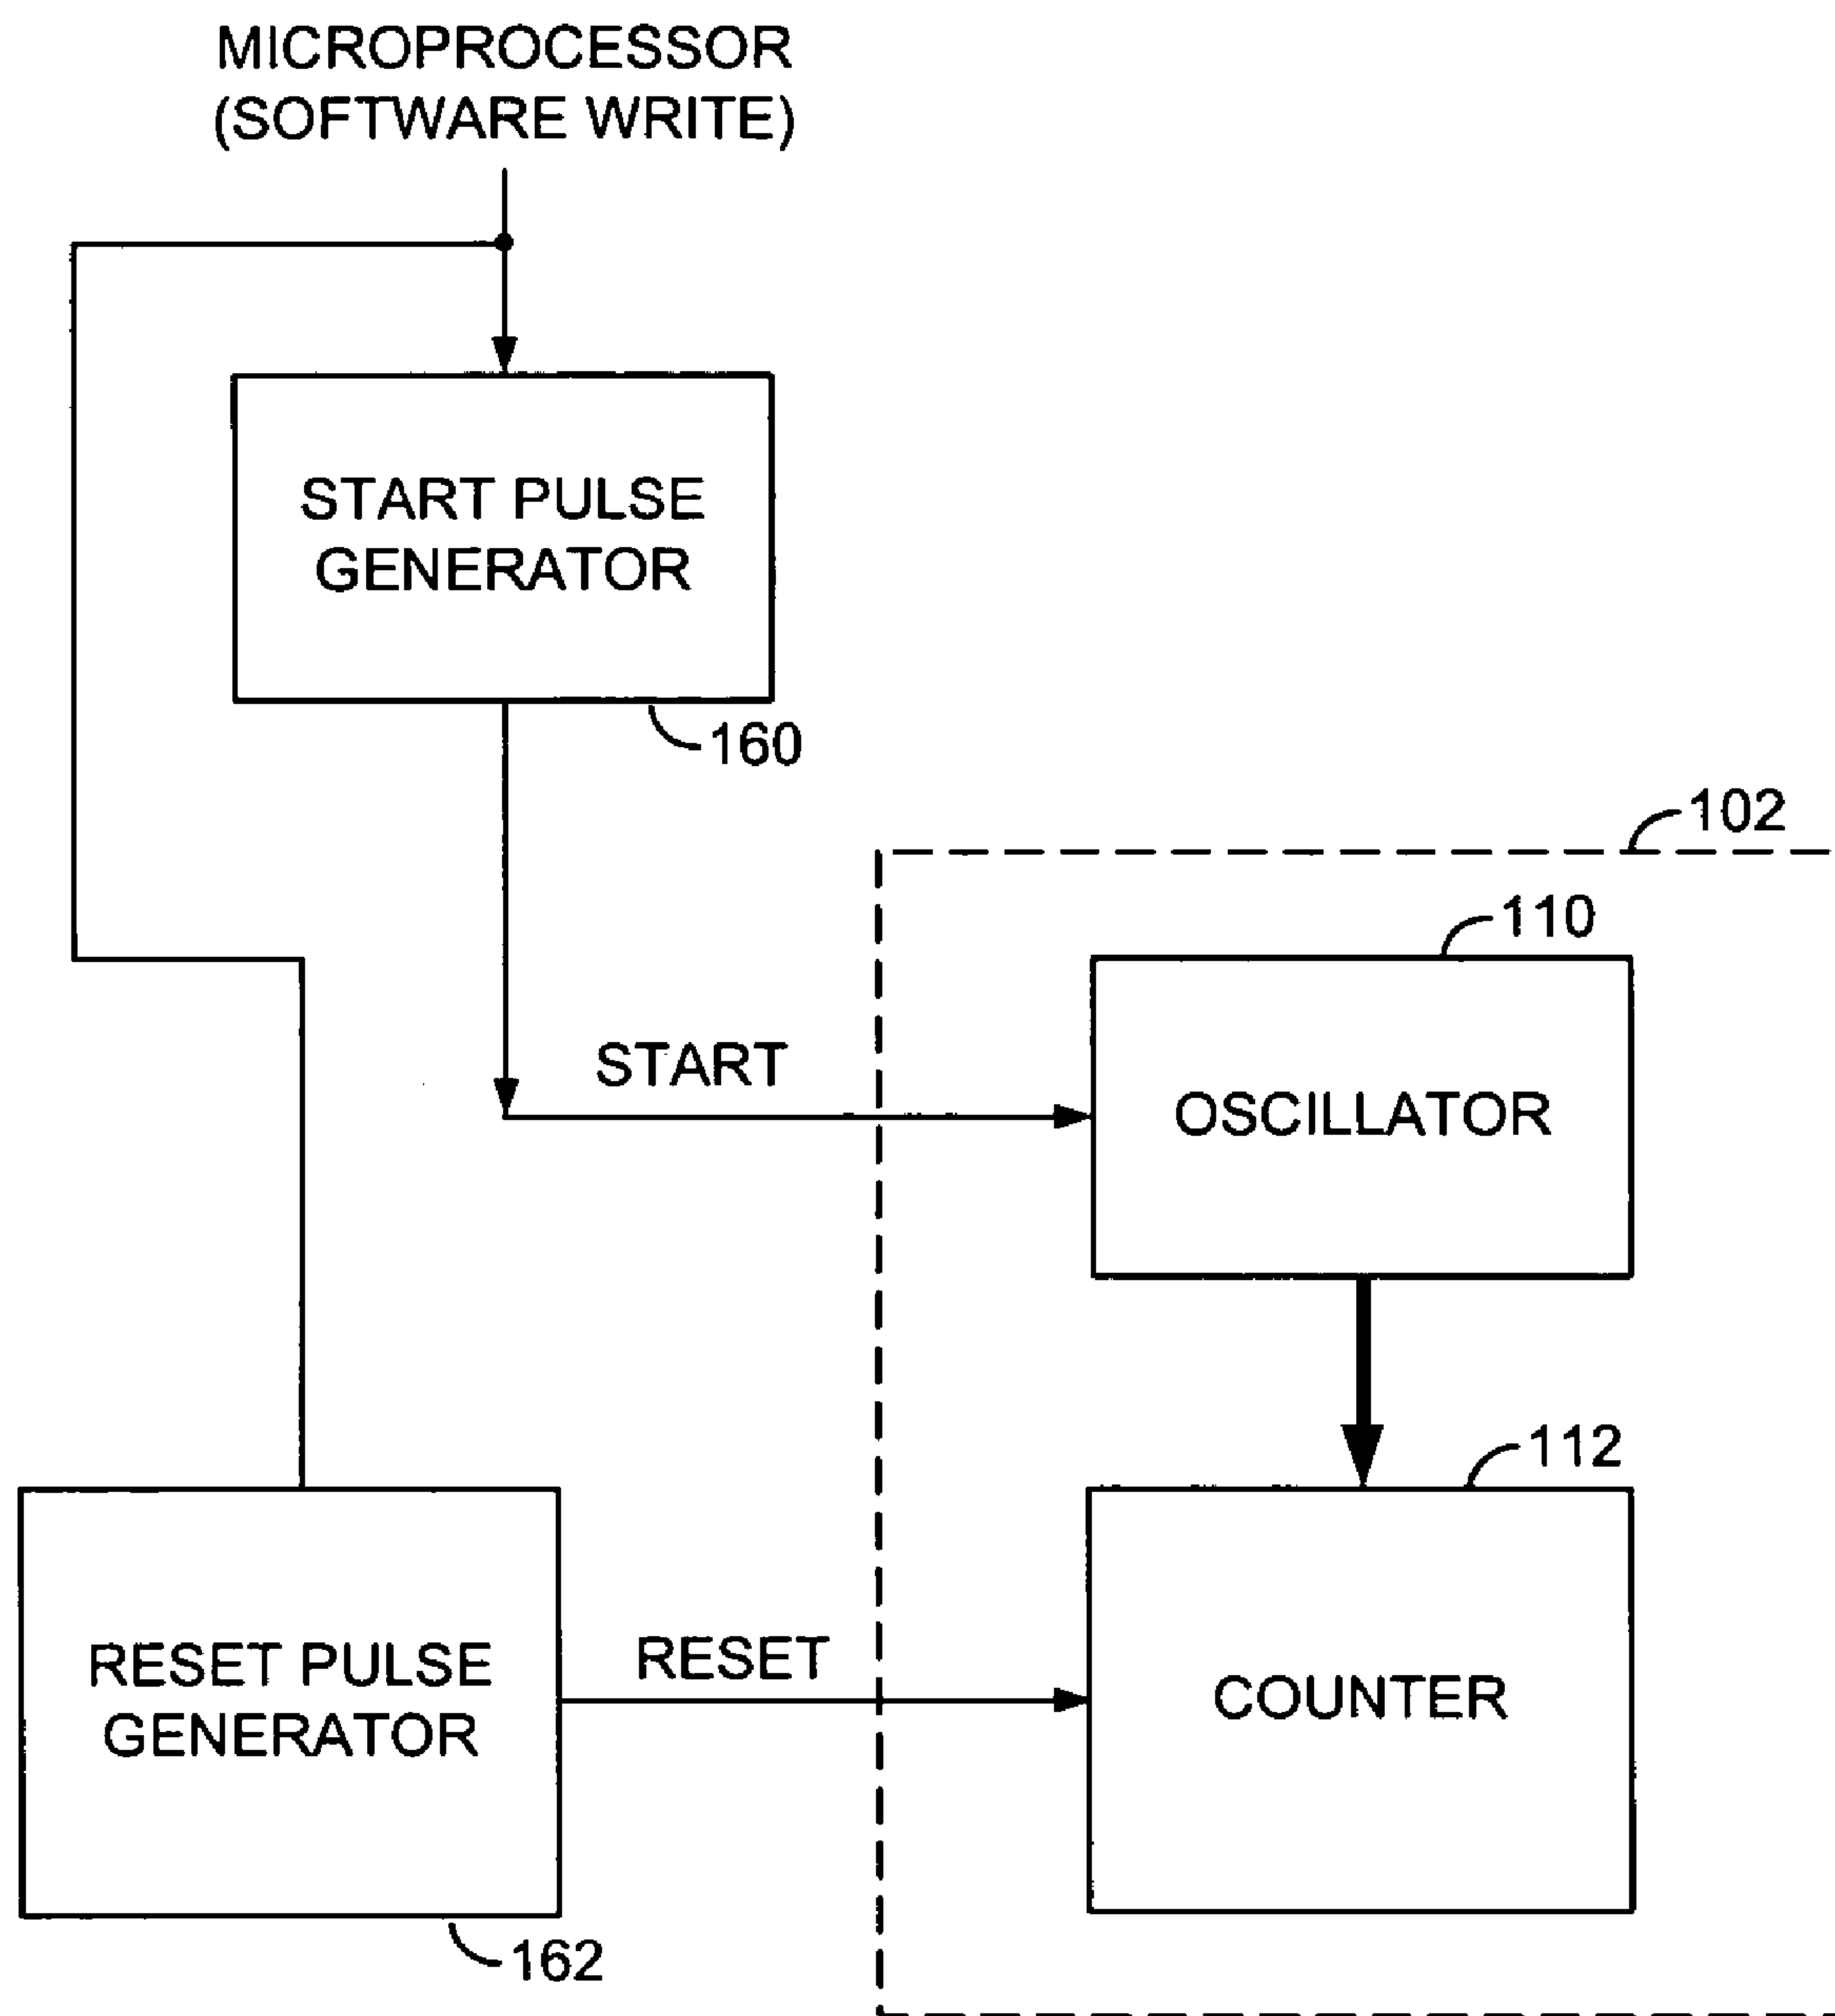 MICROPROCESSOR
(SOFTWARE WRITE)
START PULSE
GENERATOR
160
102
110
START
OSCILLATOR
112
RESET PULSE
GENERATOR
RESET
COUNTER
162